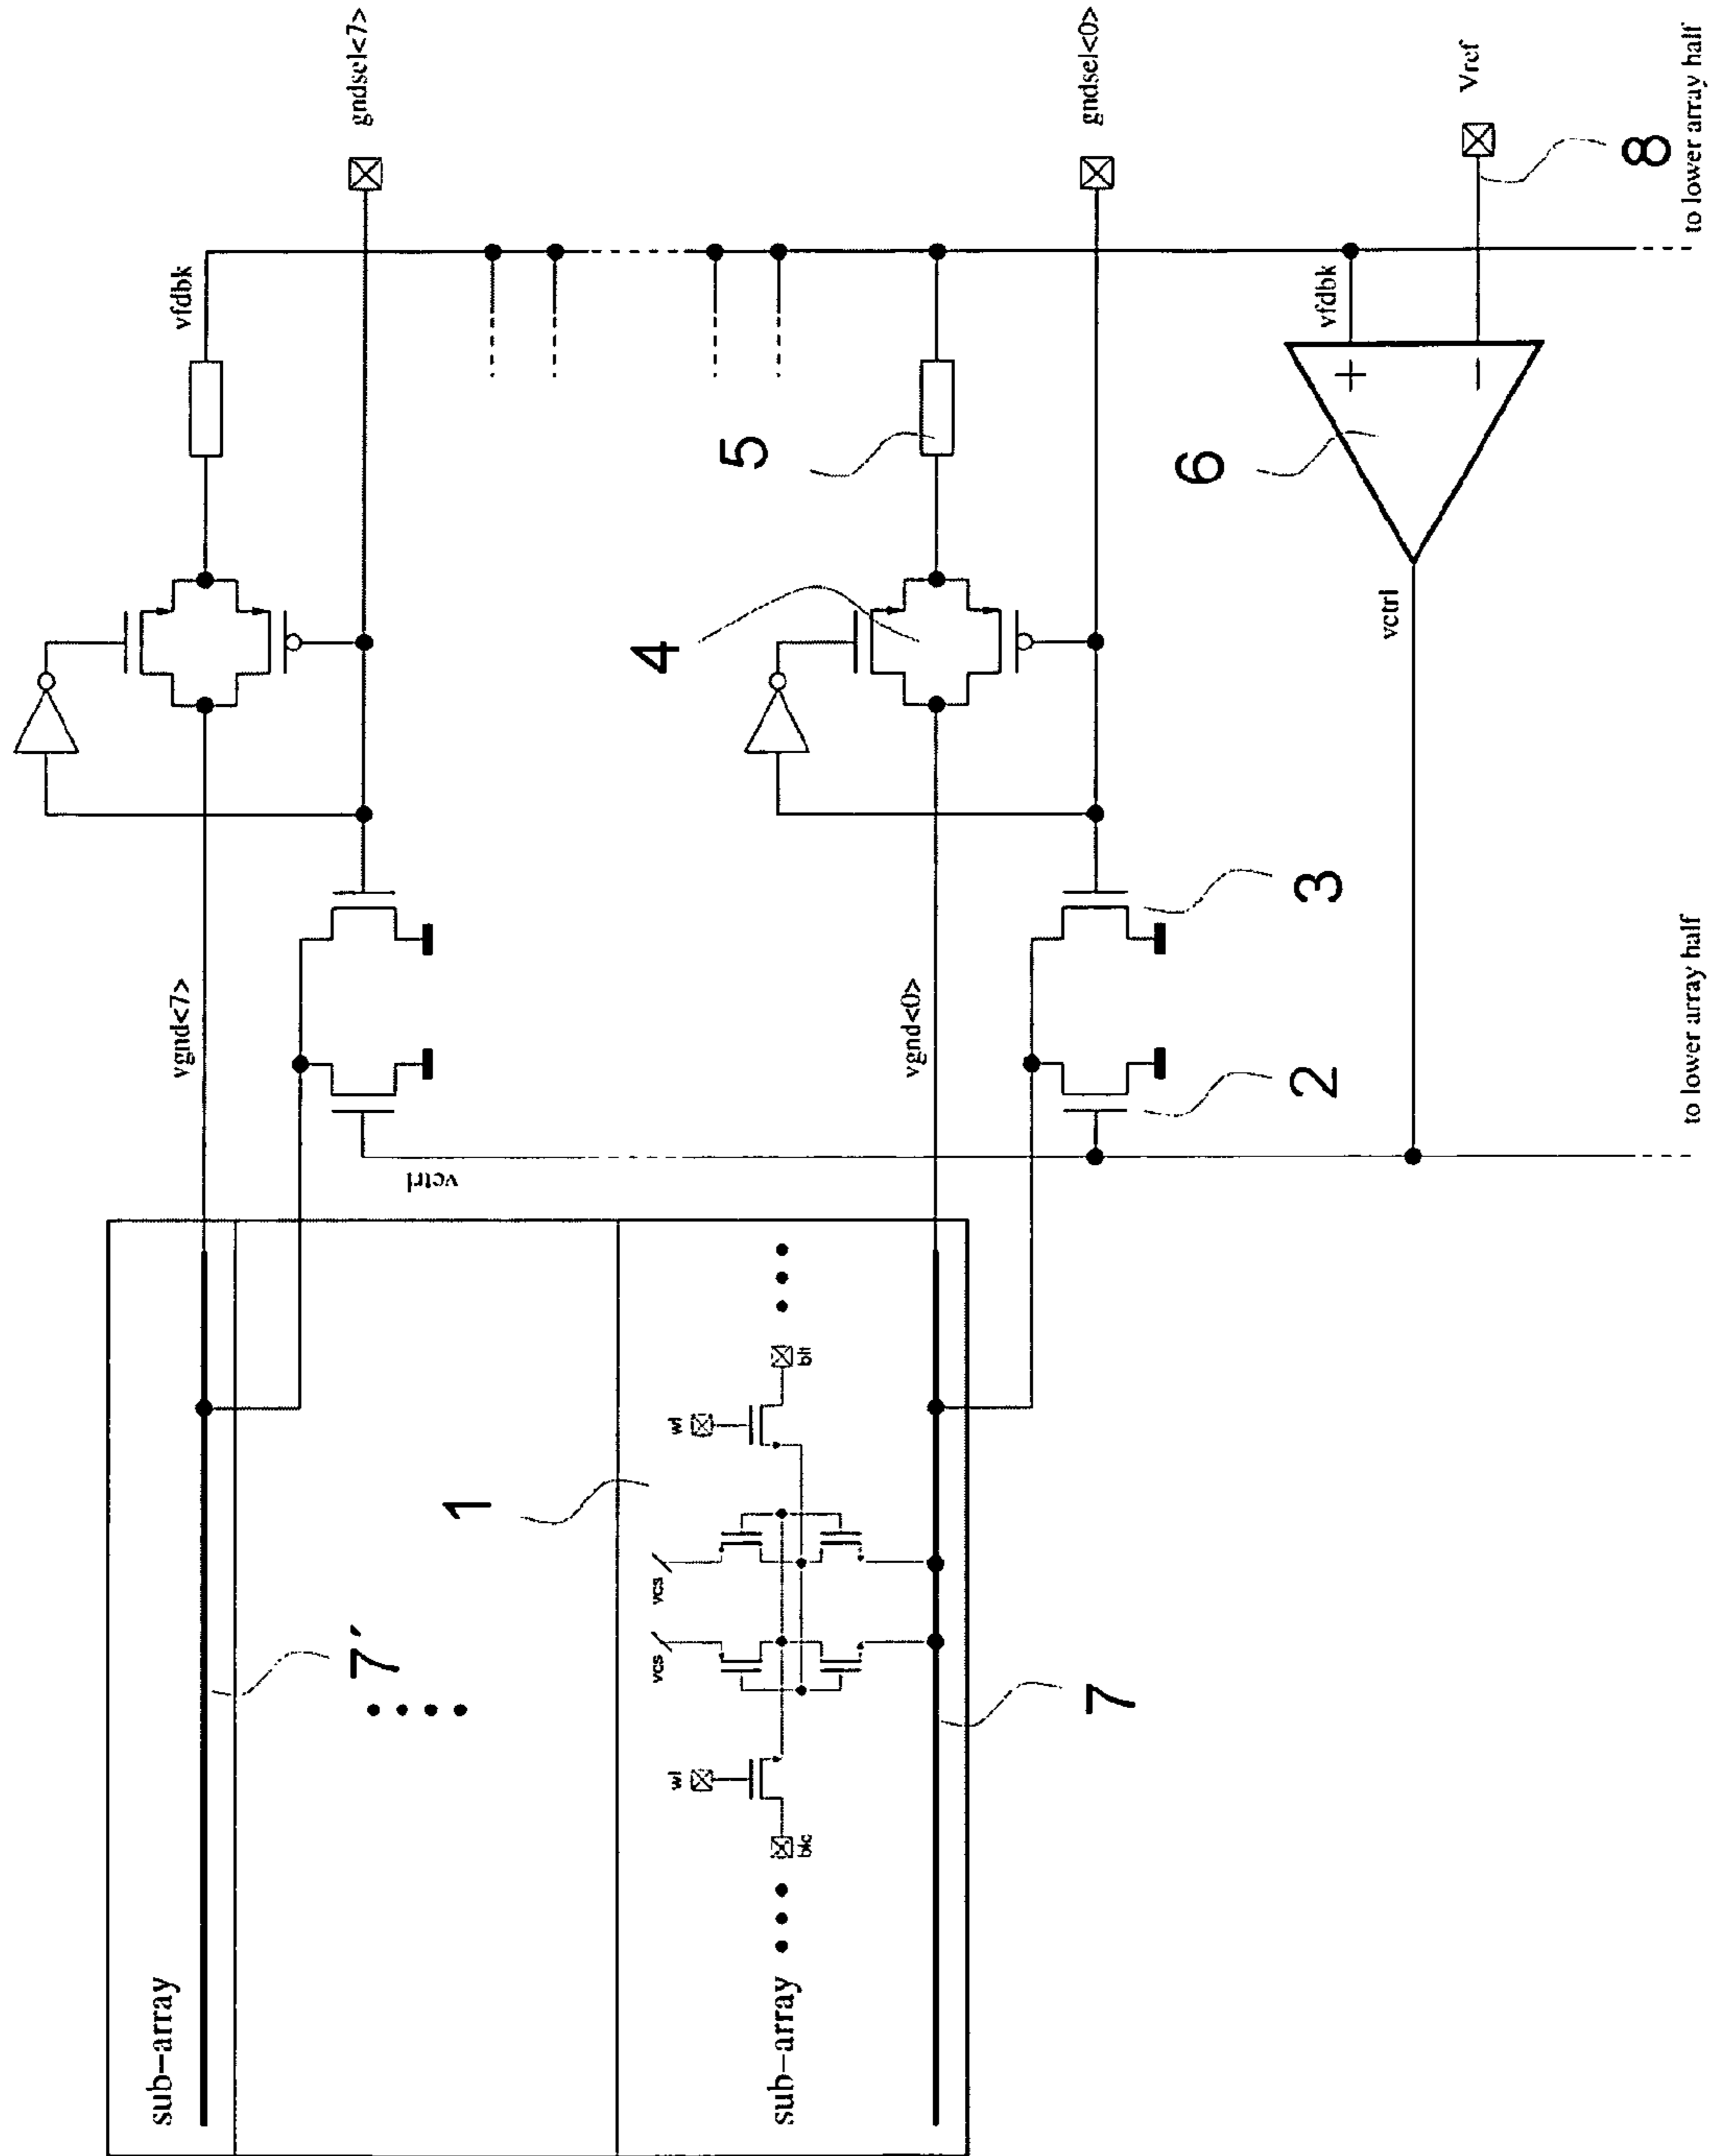 sub-array
7´
vgnd<7>
vfdbk
gndsel<7>
vctrl
1
wl
wl
vcs
vcs
blc
blt
sub-array
7
vgnd<0>
4
5
gndsel<0>
2
3
vctrl
6
vfdbk
+
−
Vref
8
to lower array half
to lower array half